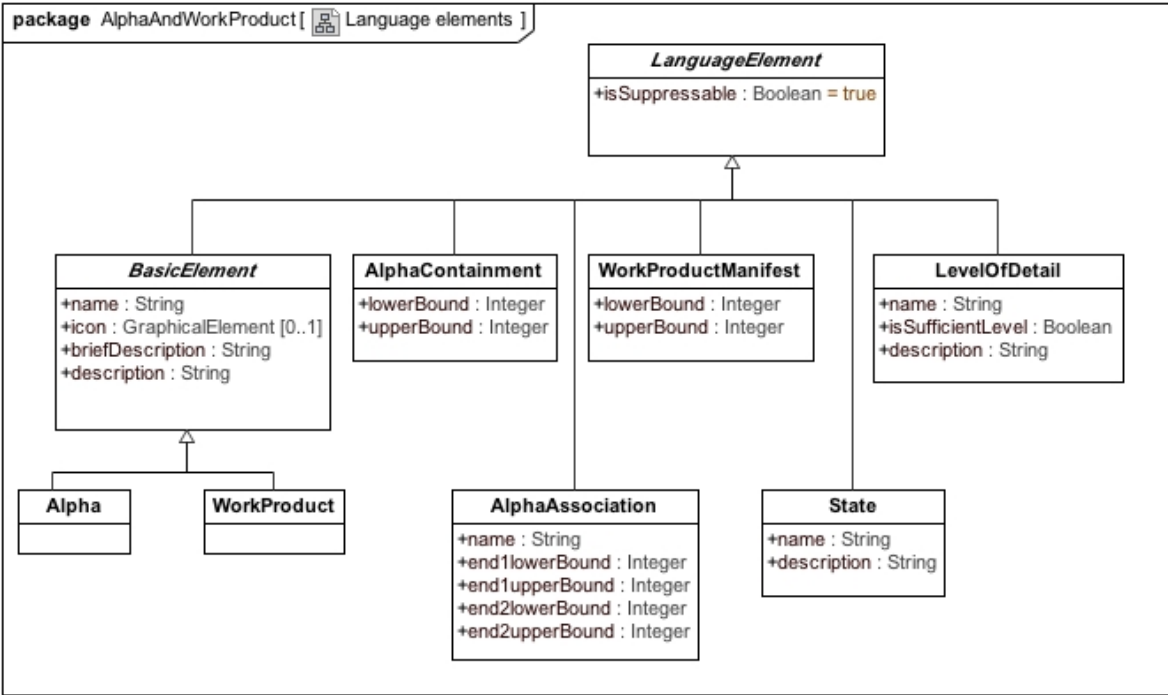 package AlphaAndWorkProduct [ Language elements ]
LanguageElement
+isSuppressable : Boolean = true
BasicElement
+name : String
+icon : GraphicalElement [0..1]
+briefDescription : String
+description : String
AlphaContainment
+lowerBound : Integer
+upperBound : Integer
WorkProductManifest
+lowerBound : Integer
+upperBound : Integer
LevelOfDetail
+name : String
+isSufficientLevel : Boolean
+description : String
Alpha
WorkProduct
AlphaAssociation
+name : String
+end1lowerBound : Integer
+end1upperBound : Integer
+end2lowerBound : Integer
+end2upperBound : Integer
State
+name : String
+description : String